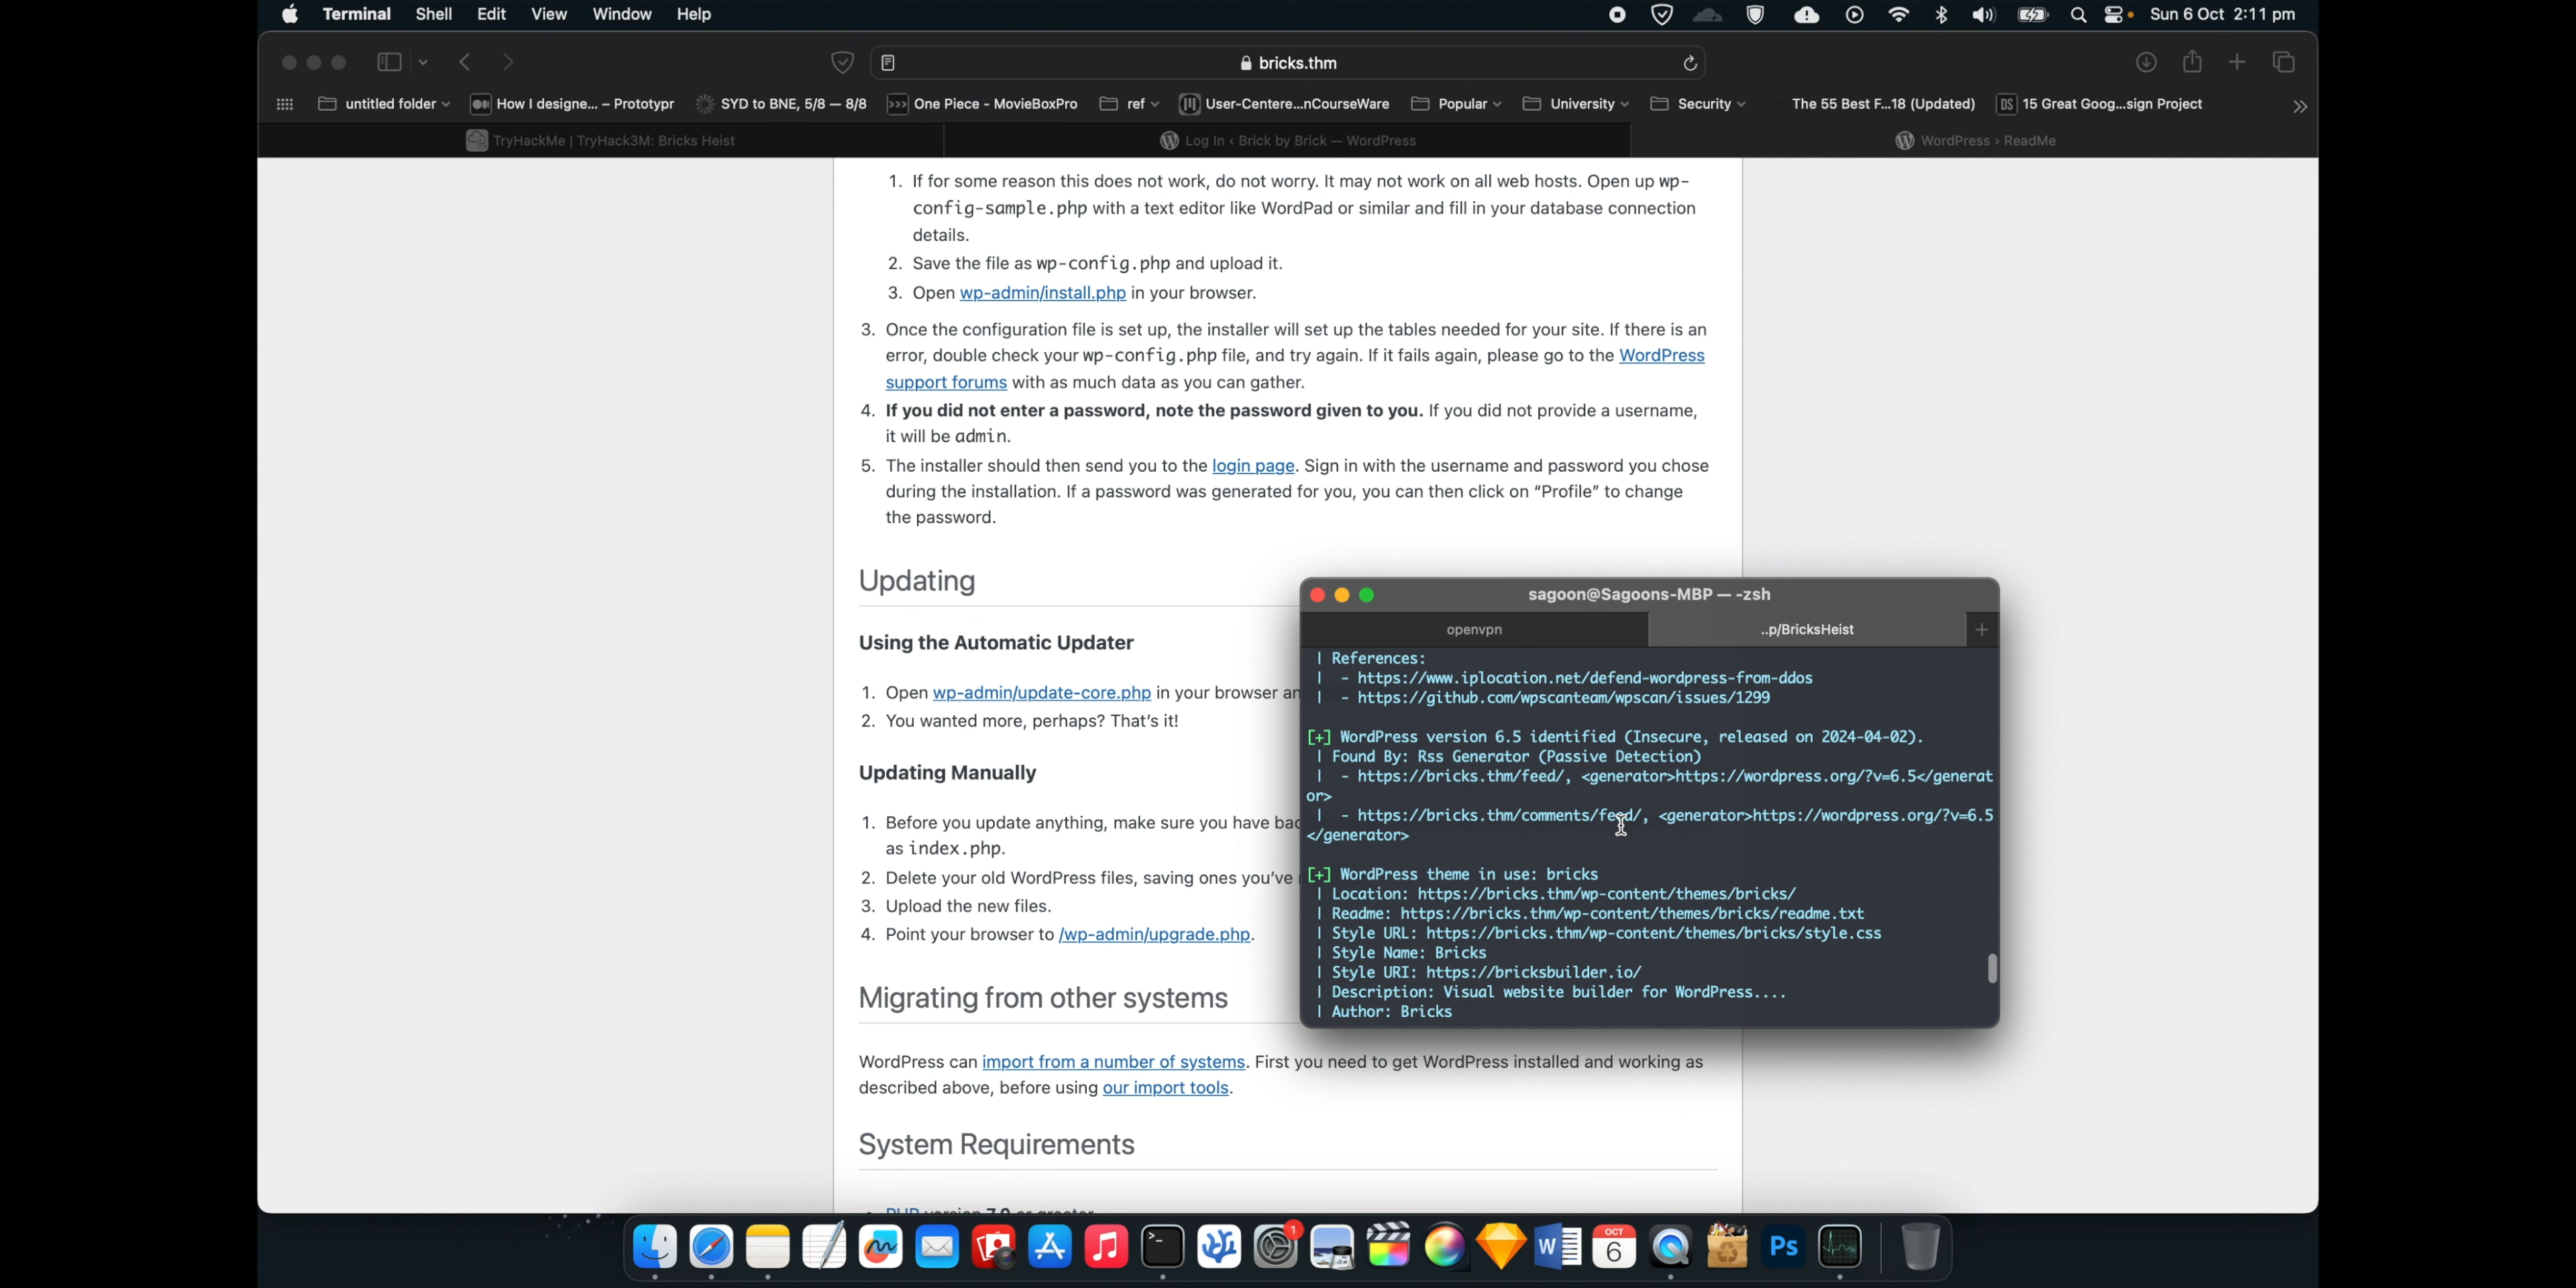 Terminal Shell Edit View Window Help Sun 6 Oct 2:11 pm
bricks.thm
untitled folder How I designe... – Prototypr SYD to BNE, 5/8 — 8/8 One Piece - MovieBoxPro ref User-Centere...nCourseWare Popular University Security The 55 Best F...18 (Updated) DS 15 Great Goog...sign Project
TryHackMe | TryHack3M: Bricks Heist Log In ‹ Brick by Brick — WordPress WordPress › ReadMe
1. If for some reason this does not work, do not worry. It may not work on all web hosts. Open up wp-
config-sample.php with a text editor like WordPad or similar and fill in your database connection
details.
2. Save the file as wp-config.php and upload it.
3. Open wp-admin/install.php in your browser.
3. Once the configuration file is set up, the installer will set up the tables needed for your site. If there is an
error, double check your wp-config.php file, and try again. If it fails again, please go to the WordPress
support forums with as much data as you can gather.
4. If you did not enter a password, note the password given to you. If you did not provide a username,
it will be admin.
5. The installer should then send you to the login page. Sign in with the username and password you chose
during the installation. If a password was generated for you, you can then click on “Profile” to change
the password.
Updating
Using the Automatic Updater
1. Open wp-admin/update-core.php in your browser an
2. You wanted more, perhaps? That’s it!
Updating Manually
1. Before you update anything, make sure you have bac
as index.php.
2. Delete your old WordPress files, saving ones you’ve
3. Upload the new files.
4. Point your browser to /wp-admin/upgrade.php.
Migrating from other systems
WordPress can import from a number of systems. First you need to get WordPress installed and working as
described above, before using our import tools.
System Requirements
PHP version 7.0 or greater
sagoon@Sagoons-MBP — -zsh
openvpn ..p/BricksHeist
| References:
| - https://www.iplocation.net/defend-wordpress-from-ddos
| - https://github.com/wpscanteam/wpscan/issues/1299
[+] WordPress version 6.5 identified (Insecure, released on 2024-04-02).
| Found By: Rss Generator (Passive Detection)
| - https://bricks.thm/feed/, <generator>https://wordpress.org/?v=6.5</generat
or>
| - https://bricks.thm/comments/feed/, <generator>https://wordpress.org/?v=6.5
</generator>
[+] WordPress theme in use: bricks
| Location: https://bricks.thm/wp-content/themes/bricks/
| Readme: https://bricks.thm/wp-content/themes/bricks/readme.txt
| Style URL: https://bricks.thm/wp-content/themes/bricks/style.css
| Style Name: Bricks
| Style URI: https://bricksbuilder.io/
| Description: Visual website builder for WordPress....
| Author: Bricks
1
W
OCT
6
Ps